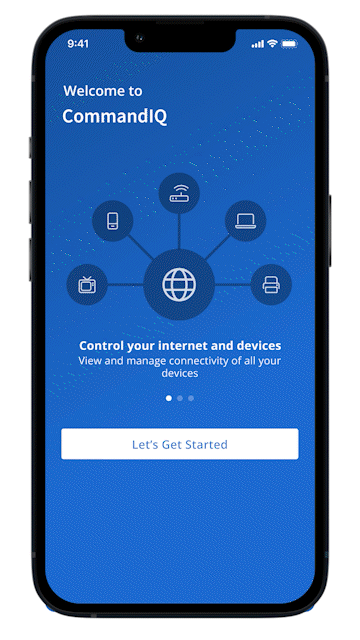 9:41
Welcome to
CommandIQ
Control your internet and devices
View and manage connectivity of all your
devices
Let's Get Started